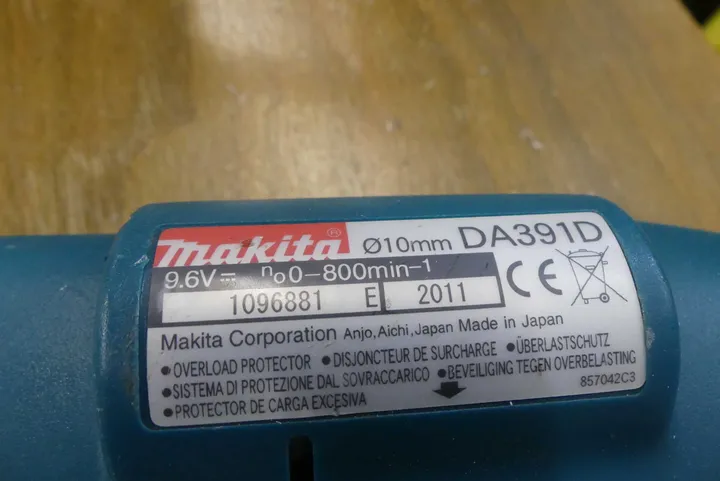 makita® Ø10mm DA391D
9.6V⎓ n₀0-800min-1
1096881 E 2011
CE
Makita Corporation Anjo, Aichi, Japan Made in Japan
•OVERLOAD PROTECTOR •DISJONCTEUR DE SURCHARGE •ÜBERLASTSCHUTZ
•SISTEMA DI PROTEZIONE DAL SOVRACCARICO •BEVEILIGING TEGEN OVERBELASTING
•PROTECTOR DE CARGA EXCESIVA 857042C3